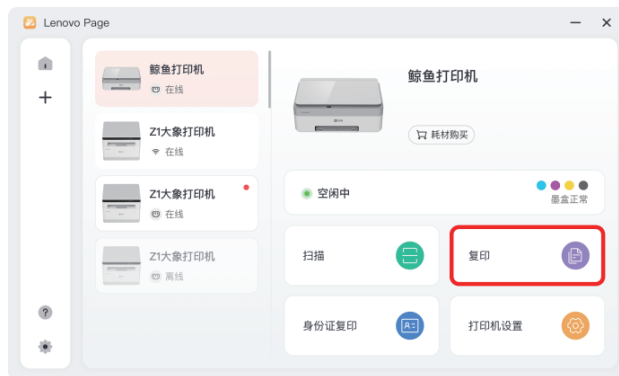 Lenovo Page
鲸鱼打印机
在线
Z1大象打印机
在线
Z1大象打印机
在线
Z1大象打印机
离线
鲸鱼打印机
耗材购买
空闲中
墨盒正常
扫描
复印
身份证复印
打印机设置